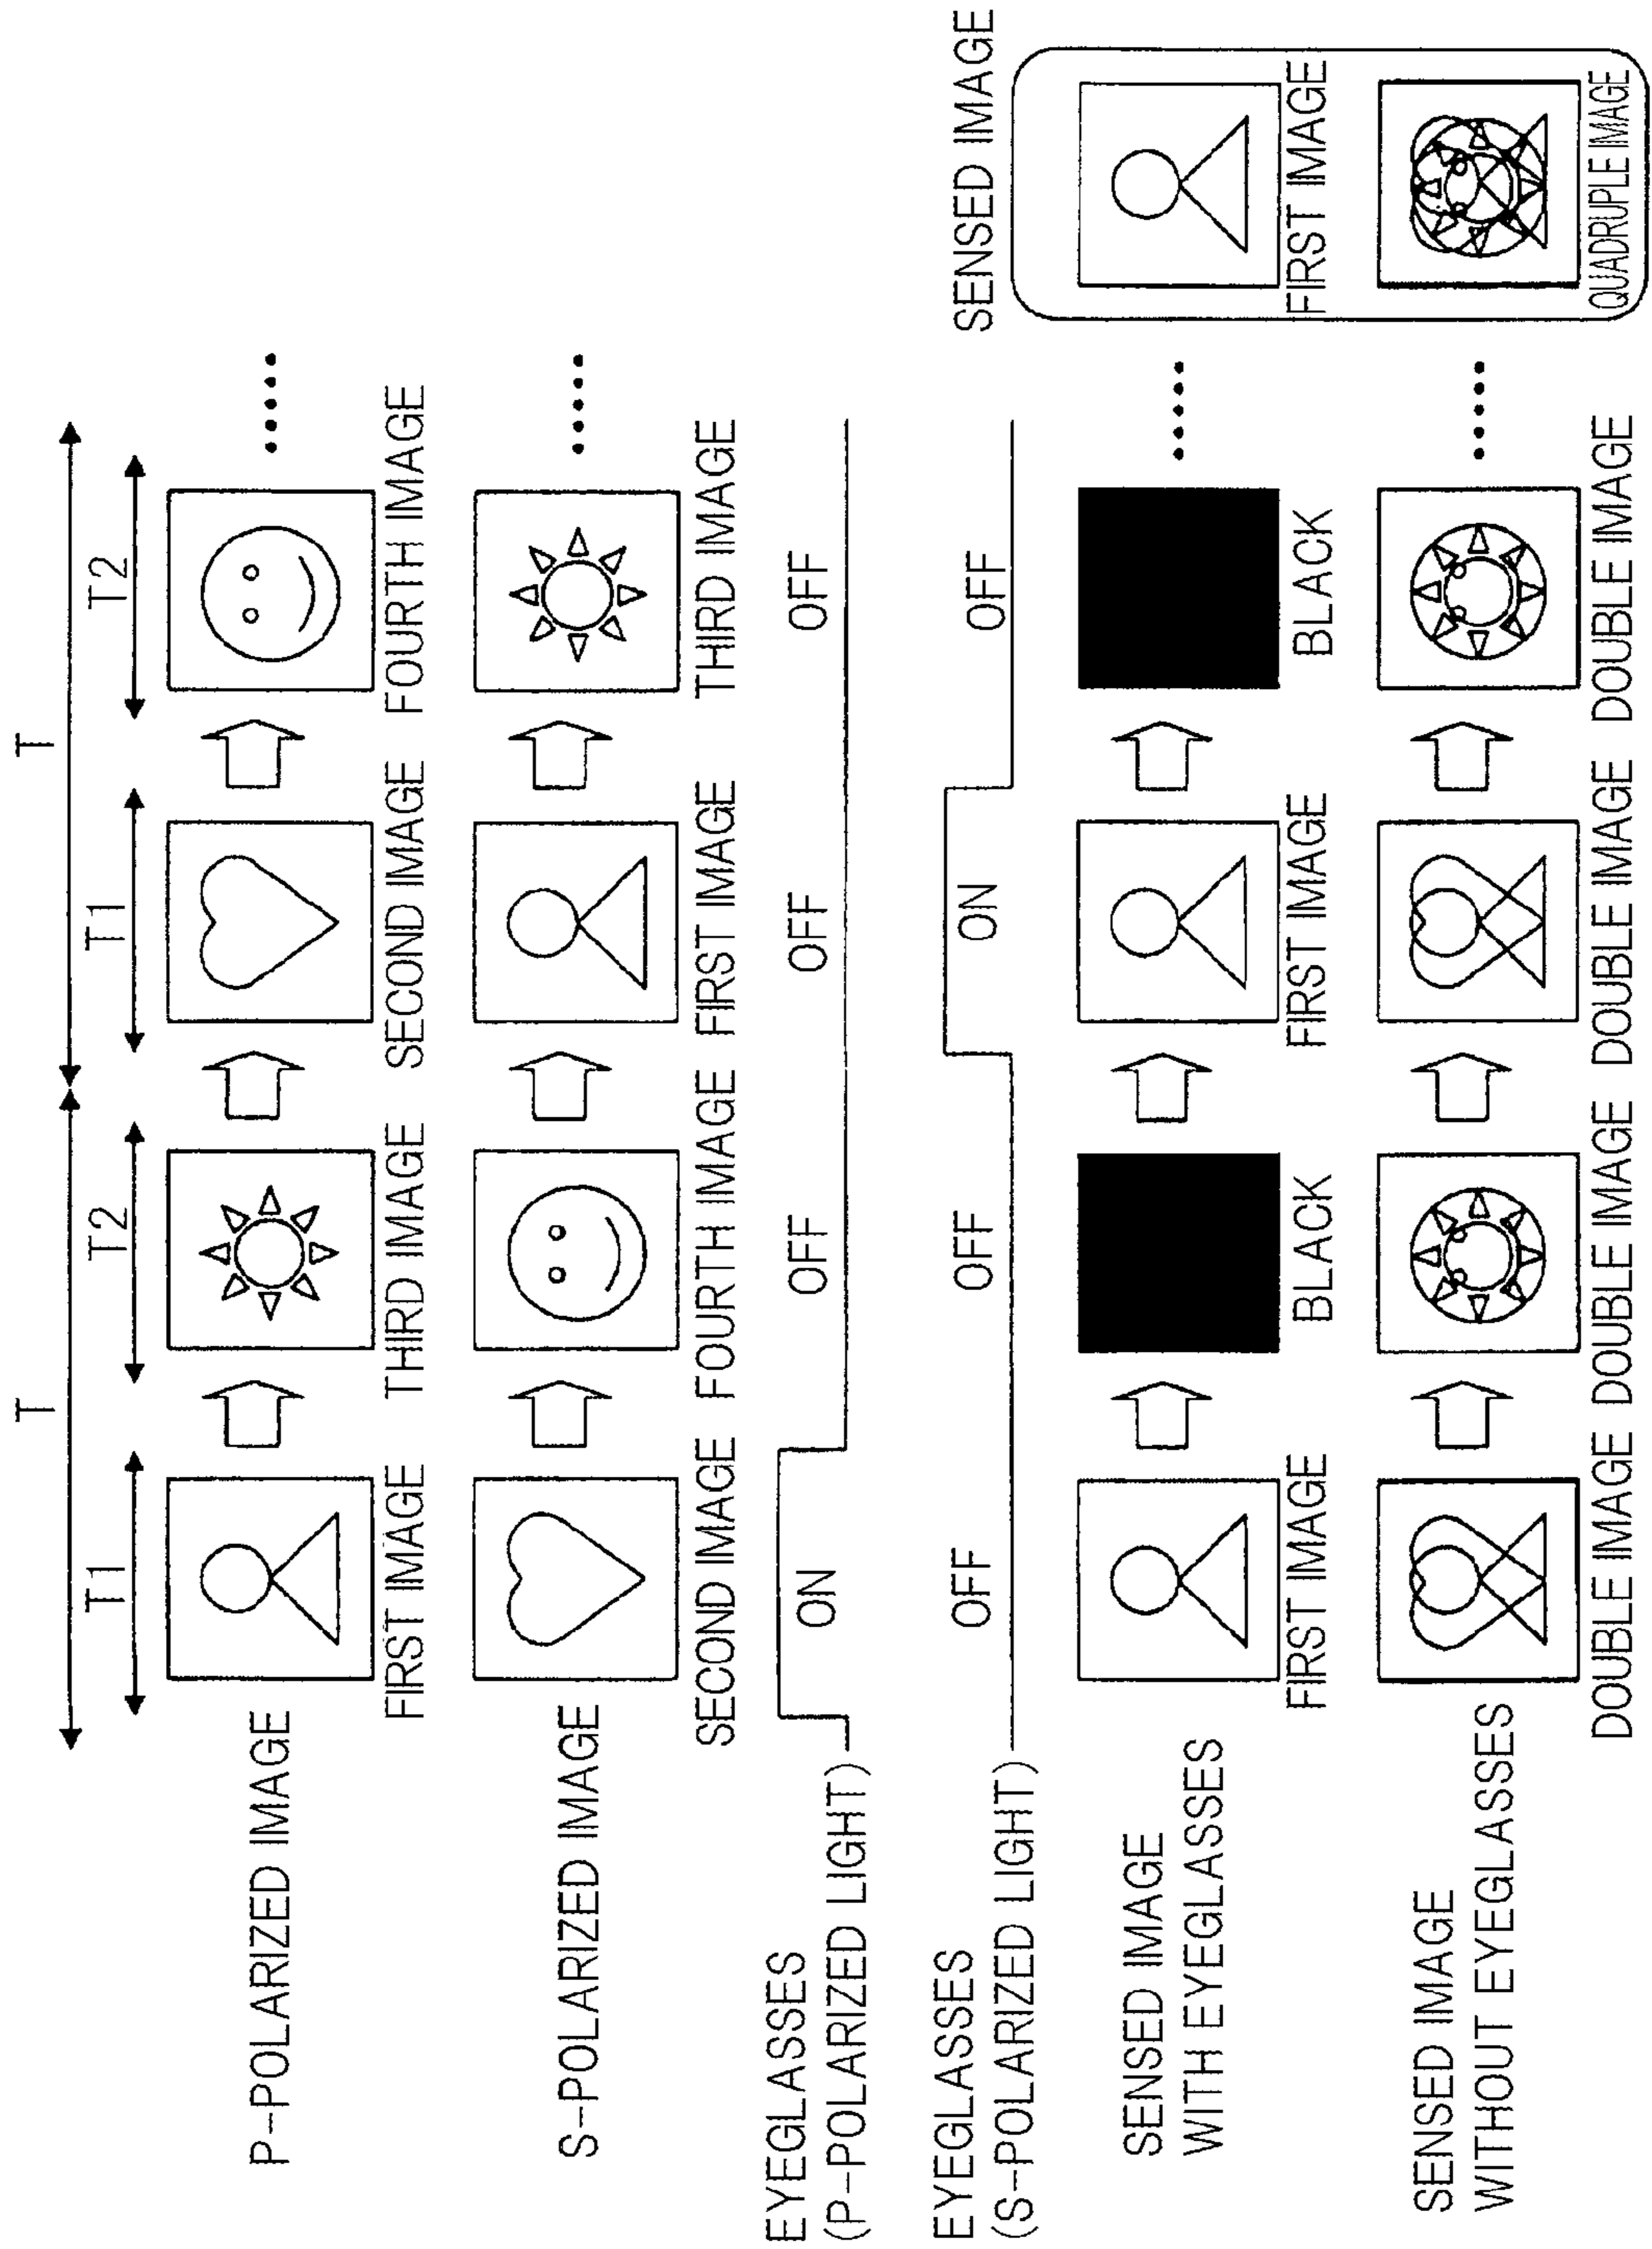 T T
T1 T2 T1 T2
P-POLARIZED IMAGE
FIRST IMAGE THIRD IMAGE SECOND IMAGE FOURTH IMAGE
S-POLARIZED IMAGE
SECOND IMAGE FOURTH IMAGE FIRST IMAGE THIRD IMAGE
EYEGLASSES
(P-POLARIZED LIGHT)
ON OFF OFF OFF
EYEGLASSES
(S-POLARIZED LIGHT)
OFF OFF ON OFF
SENSED IMAGE
SENSED IMAGE
WITH EYEGLASSES
FIRST IMAGE BLACK FIRST IMAGE BLACK FIRST IMAGE
SENSED IMAGE
WITHOUT EYEGLASSES
DOUBLE IMAGE DOUBLE IMAGE DOUBLE IMAGE DOUBLE IMAGE QUADRUPLE IMAGE